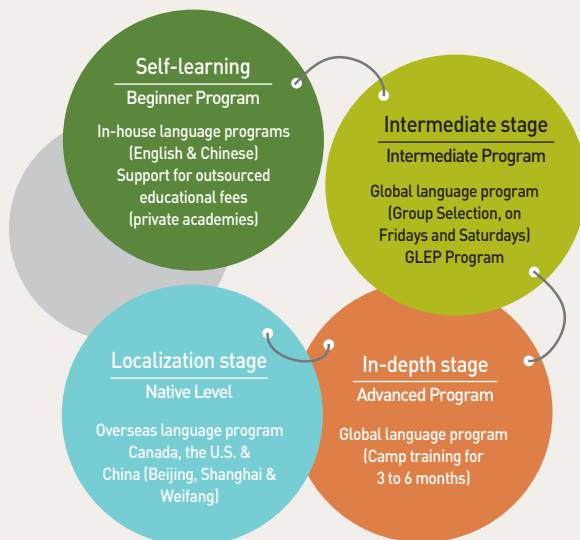 Self-learning
Beginner Program
In-house language programs
(English & Chinese)
Support for outsourced
educational fees
(private academies)
Intermediate stage
Intermediate Program
Global language program
(Group Selection, on
Fridays and Saturdays)
GLEP Program
In-depth stage
Advanced Program
Global language program
(Camp training for
3 to 6 months)
Localization stage
Native Level
Overseas language program
Canada, the U.S. &
China (Beijing, Shanghai &
Weifang)